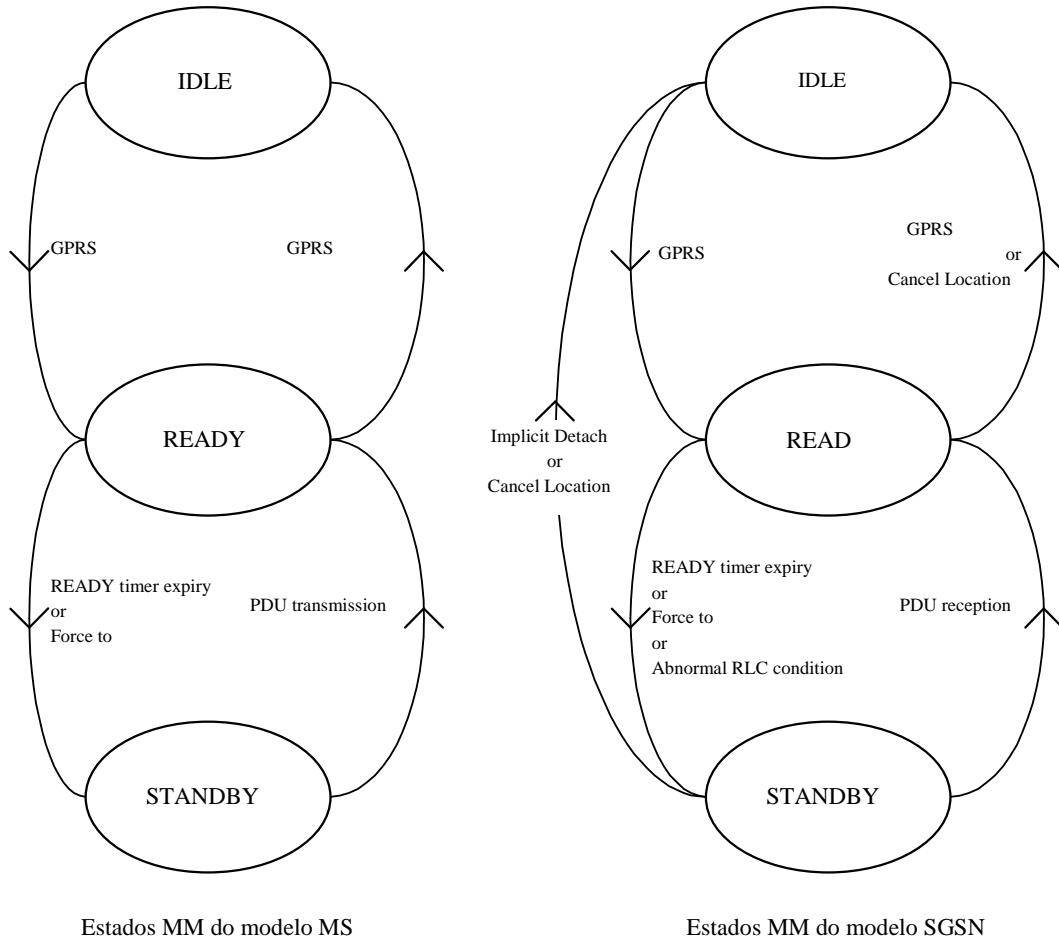 IDLE
GPRS
GPRS
READY
READY timer expiry
or
Force to
PDU transmission
STANDBY
Estados MM do modelo MS
IDLE
GPRS
GPRS
or
Cancel Location
Implicit Detach
or
Cancel Location
READ
READY timer expiry
or
Force to
or
Abnormal RLC condition
PDU reception
STANDBY
Estados MM do modelo SGSN